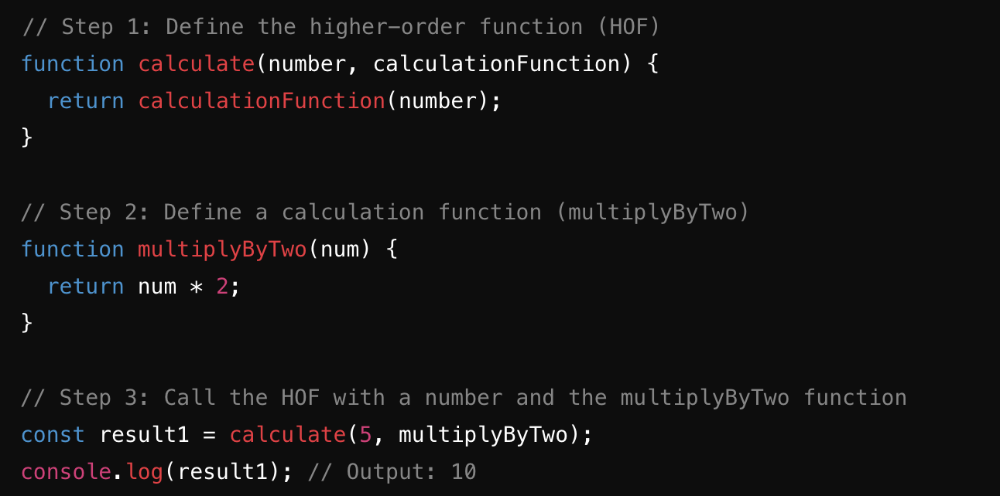 // Step 1: Define the higher-order function (HOF)
function calculate(number, calculationFunction) {
  return calculationFunction(number);
}
// Step 2: Define a calculation function (multiplyByTwo)
function multiplyByTwo(num) {
  return num * 2;
}
// Step 3: Call the HOF with a number and the multiplyByTwo function
const result1 = calculate(5, multiplyByTwo);
console.log(result1); // Output: 10